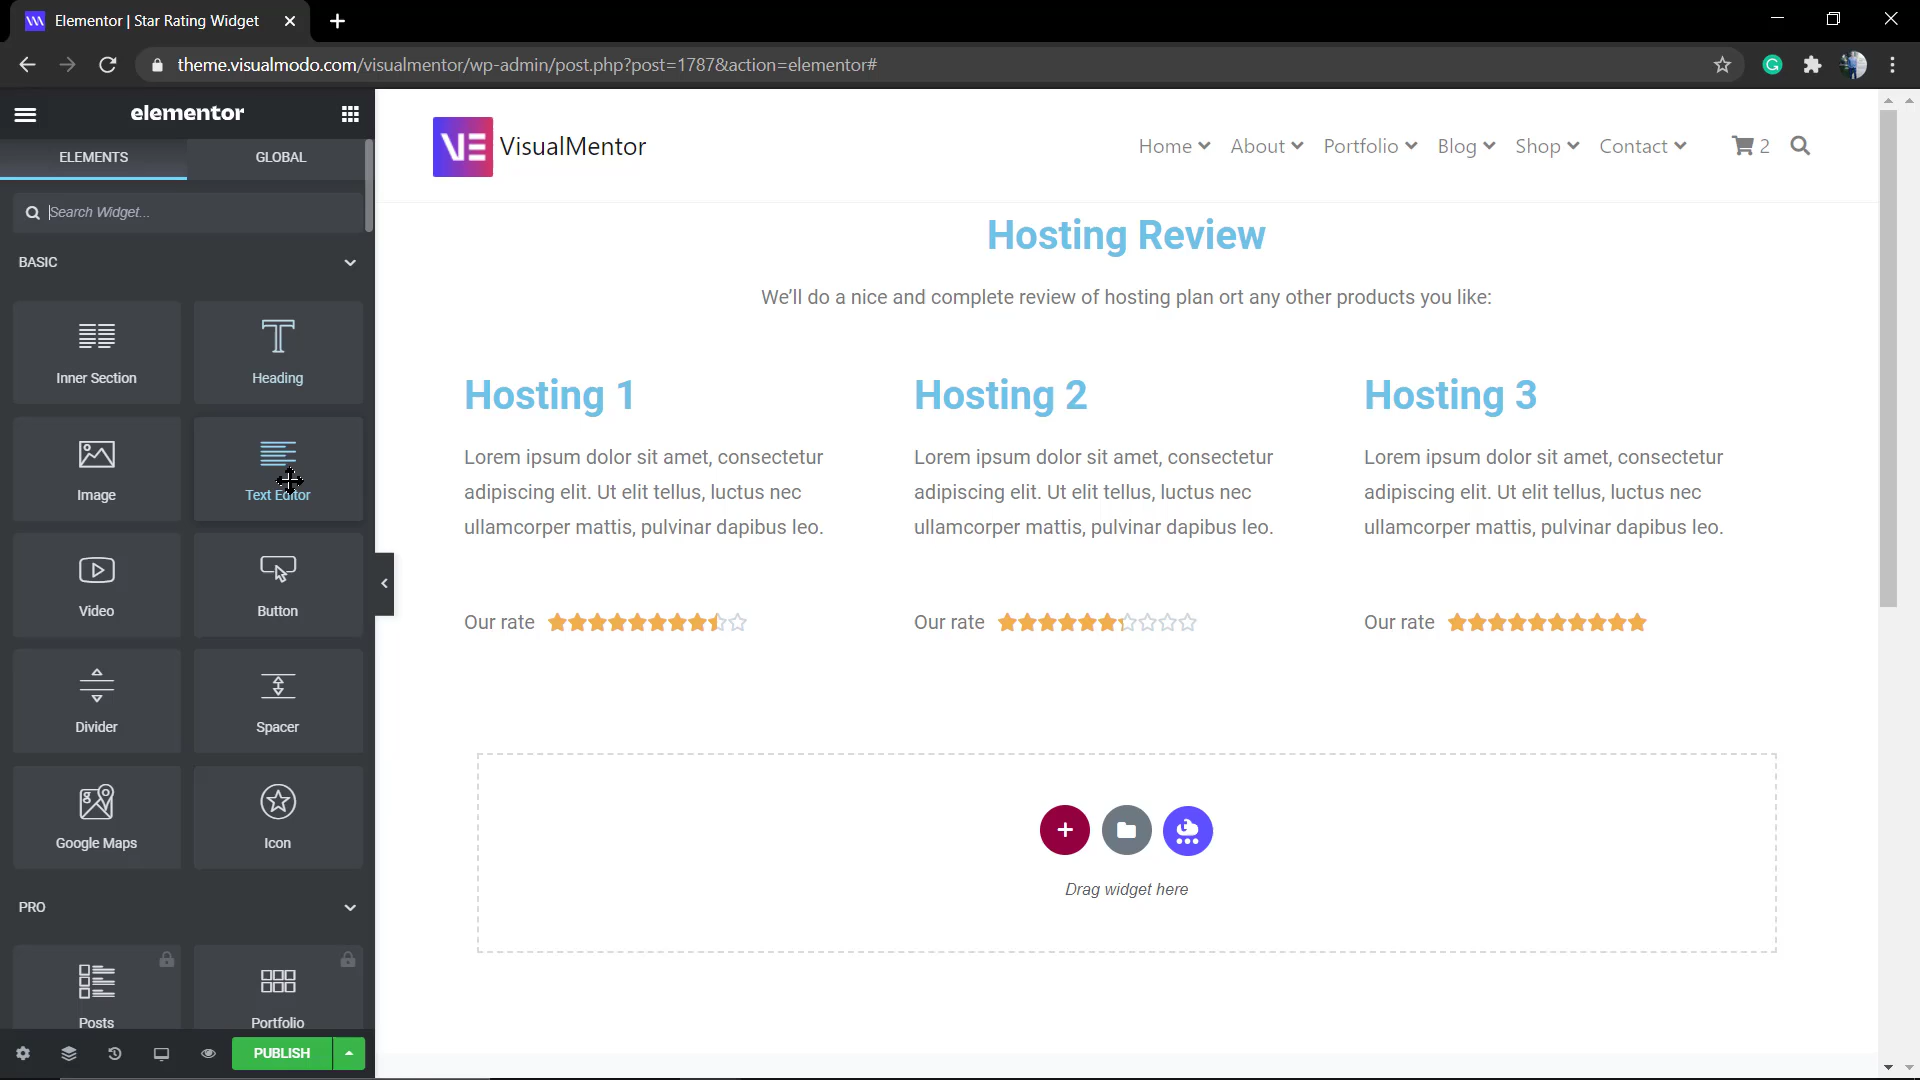 Elementor | Star Rating Widget
theme.visualmodo.com/visualmentor/wp-admin/post.php?post=1787&action=elementor#
elementor
ELEMENTS GLOBAL
Search Widget...
BASIC
Inner Section Heading
Image Text Editor
Video Button
Divider Spacer
Google Maps Icon
PRO
Posts Portfolio
PUBLISH
VE VisualMentor
Home About Portfolio Blog Shop Contact 2
Hosting Review
We'll do a nice and complete review of hosting plan ort any other products you like:
Hosting 1
Lorem ipsum dolor sit amet, consectetur
adipiscing elit. Ut elit tellus, luctus nec
ullamcorper mattis, pulvinar dapibus leo.
Our rate
Hosting 2
Lorem ipsum dolor sit amet, consectetur
adipiscing elit. Ut elit tellus, luctus nec
ullamcorper mattis, pulvinar dapibus leo.
Our rate
Hosting 3
Lorem ipsum dolor sit amet, consectetur
adipiscing elit. Ut elit tellus, luctus nec
ullamcorper mattis, pulvinar dapibus leo.
Our rate
Drag widget here